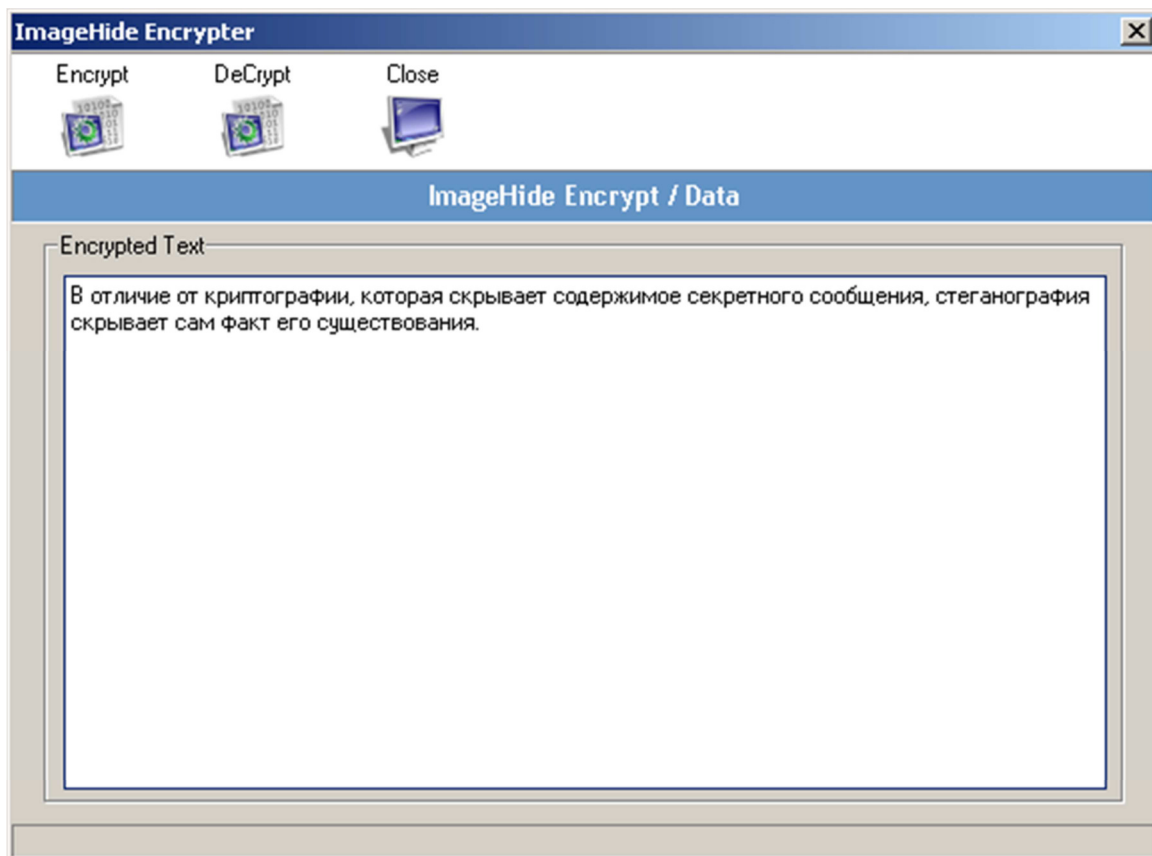 ImageHide Encrypter
Encrypt DeCrypt Close
ImageHide Encrypt / Data
Encrypted Text
В отличие от криптографии, которая скрывает содержимое секретного сообщения, стеганография
скрывает сам факт его существования.